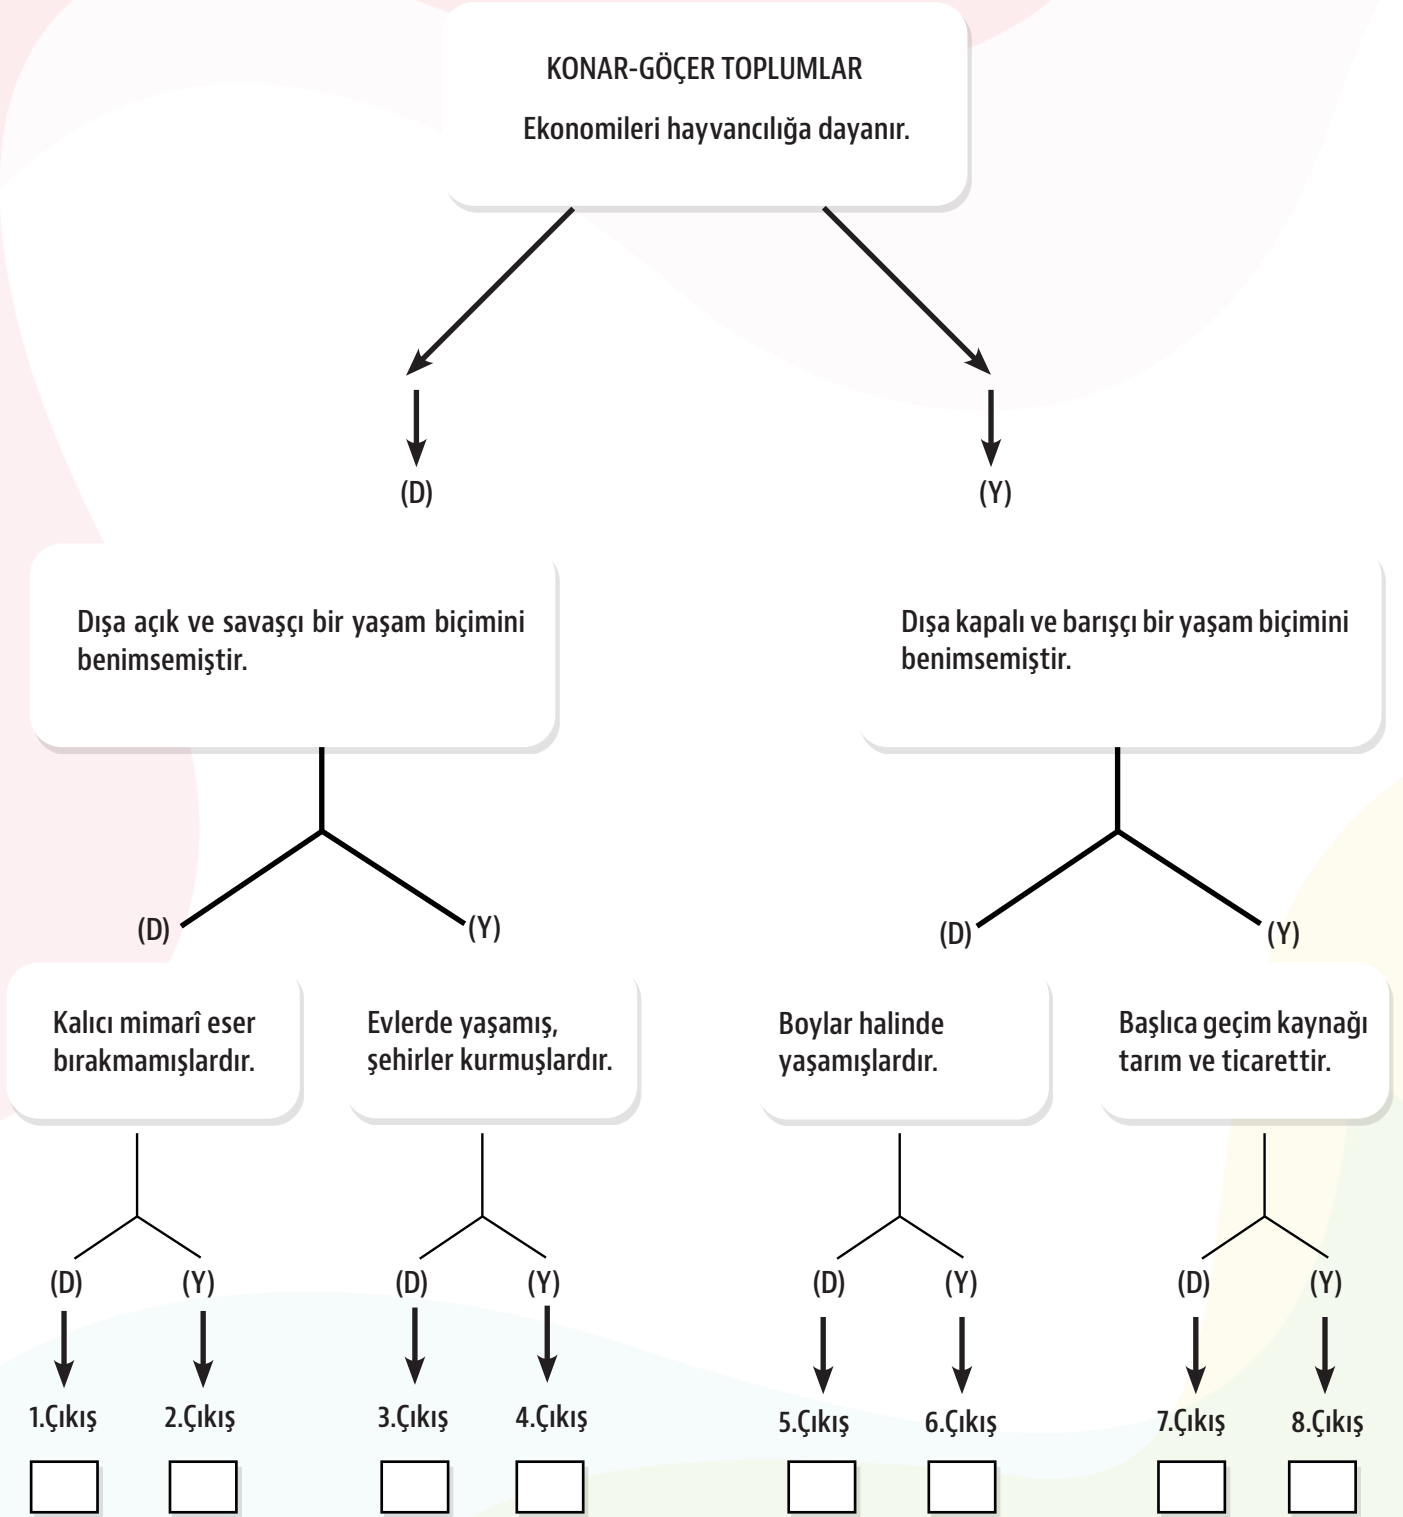 KONAR-GÖÇER TOPLUMLAR
Ekonomileri hayvancılığa dayanır.
(D)
(Y)
Dışa açık ve savaşçı bir yaşam biçimini
benimsemiştir.
Dışa kapalı ve barışçı bir yaşam biçimini
benimsemiştir.
(D)
(Y)
(D)
(Y)
Kalıcı mimarî eser
bırakmamışlardır.
Evlerde yaşamış,
şehirler kurmuşlardır.
Boylar halinde
yaşamışlardır.
Başlıca geçim kaynağı
tarım ve ticarettir.
(D)
(Y)
(D)
(Y)
(D)
(Y)
(D)
(Y)
1.Çıkış
2.Çıkış
3.Çıkış
4.Çıkış
5.Çıkış
6.Çıkış
7.Çıkış
8.Çıkış